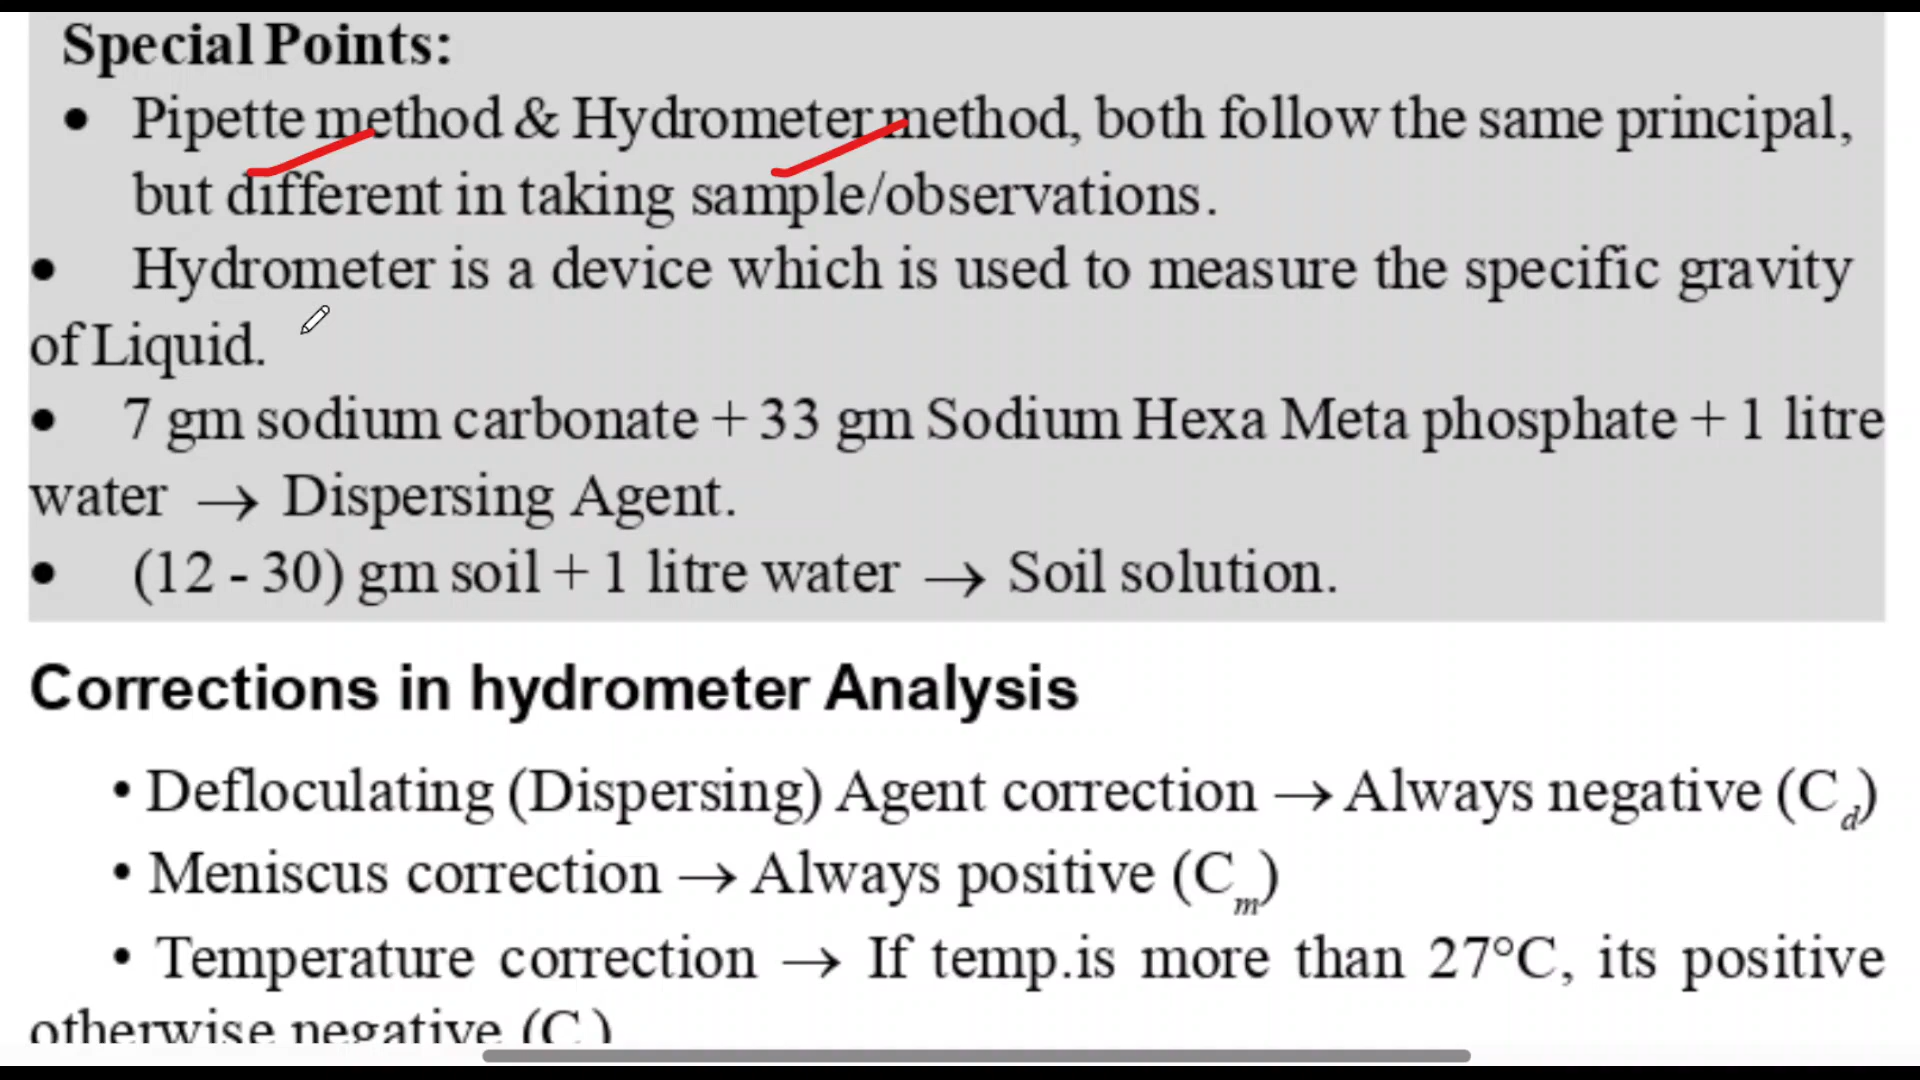 Special Points:
• Pipette method & Hydrometer method, both follow the same principal,
but different in taking sample/observations.
• Hydrometer is a device which is used to measure the specific gravity
of Liquid.
• 7 gm sodium carbonate + 33 gm Sodium Hexa Meta phosphate + 1 litre
water → Dispersing Agent.
• (12 - 30) gm soil + 1 litre water → Soil solution.
Corrections in hydrometer Analysis
• Defloculating (Dispersing) Agent correction → Always negative (C_d)
• Meniscus correction → Always positive (C_m)
• Temperature correction → If temp.is more than 27°C, its positive
otherwise negative (C )